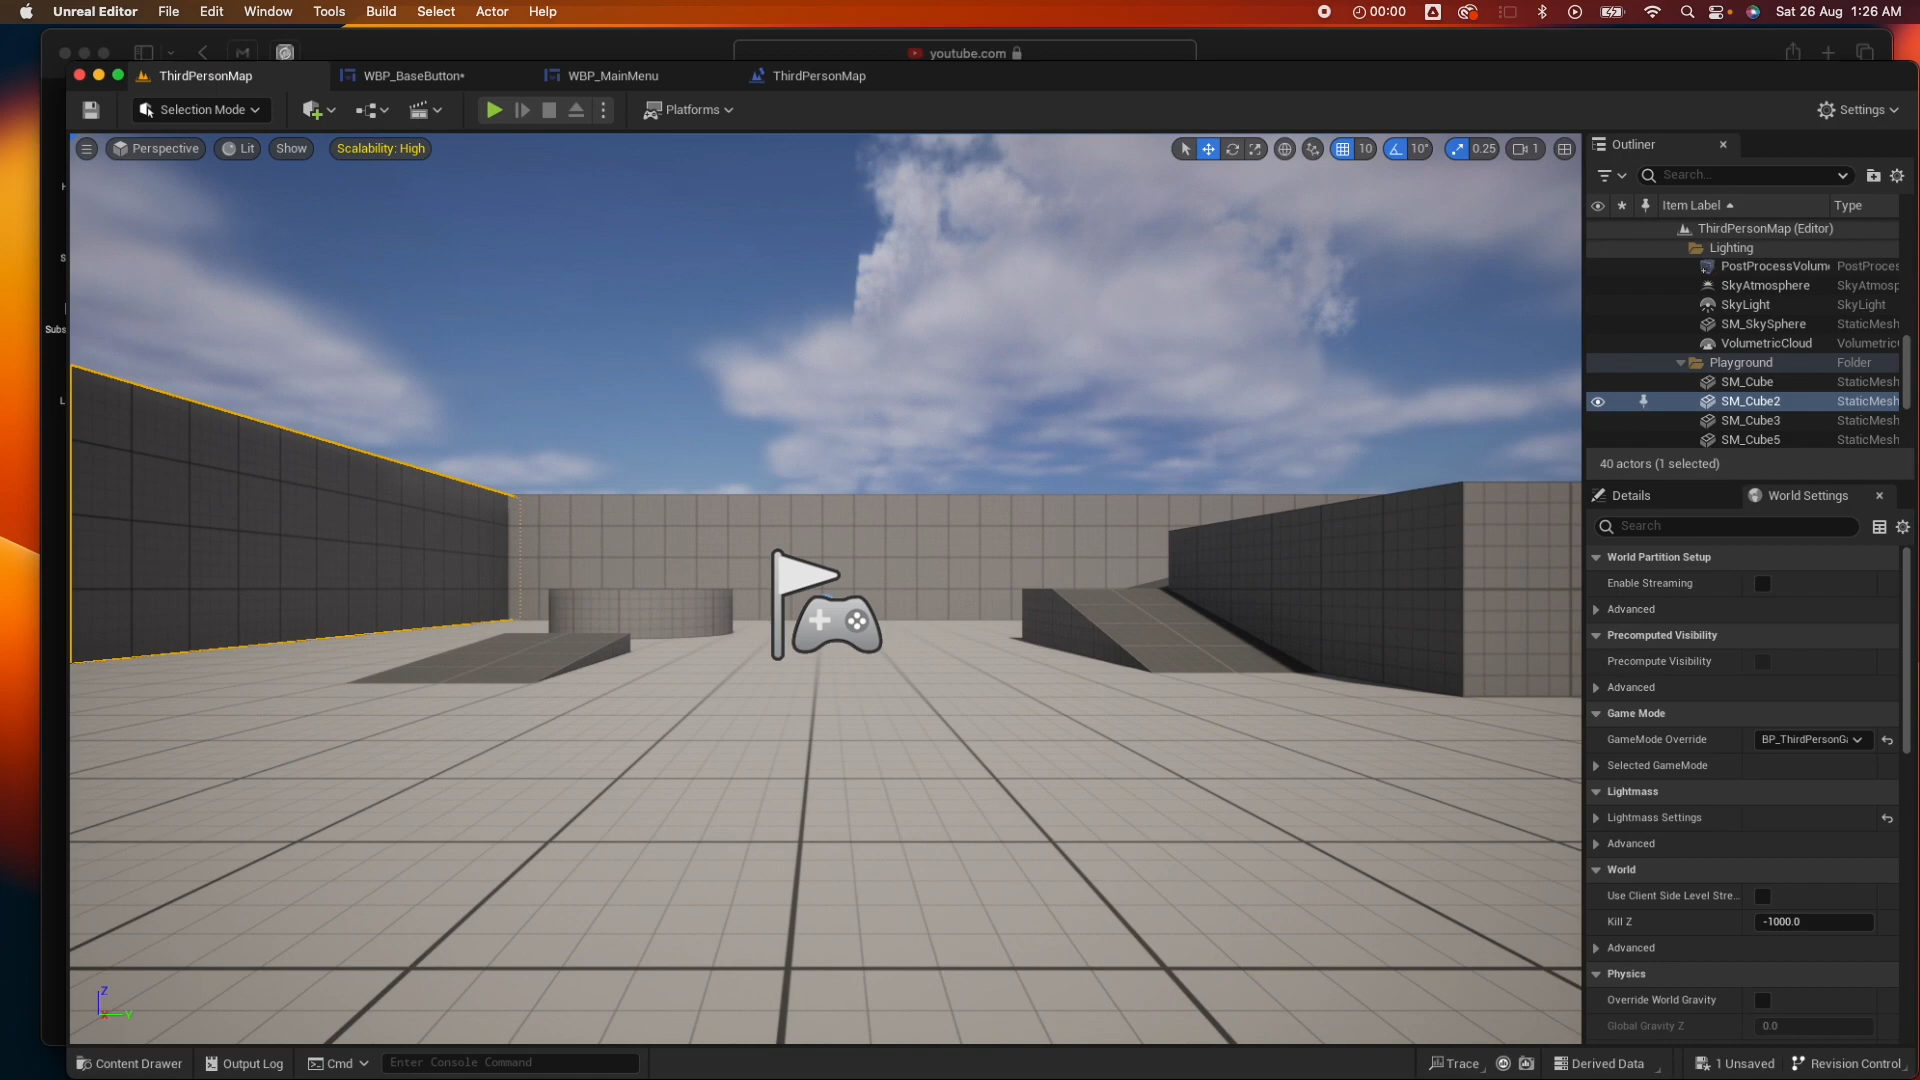 Unreal Editor File Edit Window Tools Build Select Actor Help 00:00 Sat 26 Aug 1:26 AM
youtube.com
ThirdPersonMap WBP_BaseButton* WBP_MainMenu ThirdPersonMap
Selection Mode Platforms Settings
Perspective Lit Show Scalability: High 10 10° 0.25 1
Outliner
Search...
Item Label Type
ThirdPersonMap (Editor)
Lighting
PostProcessVolum PostProces
SkyAtmosphere SkyAtmosp
SkyLight SkyLight
SM_SkySphere StaticMesh
VolumetricCloud Volumetric
Playground Folder
SM_Cube StaticMesh
SM_Cube2 StaticMesh
SM_Cube3 StaticMesh
SM_Cube5 StaticMesh
40 actors (1 selected)
Subs
Details World Settings
Search
World Partition Setup
Enable Streaming
Advanced
Precomputed Visibility
Precompute Visibility
Advanced
Game Mode
GameMode Override BP_ThirdPersonG
Selected GameMode
Lightmass
Lightmass Settings
Advanced
World
Use Client Side Level Stre...
Kill Z -1000.0
Advanced
Physics
Override World Gravity
Global Gravity Z 0.0
Z
X Y
Content Drawer Output Log Cmd Enter Console Command Trace Derived Data 1 Unsaved Revision Control